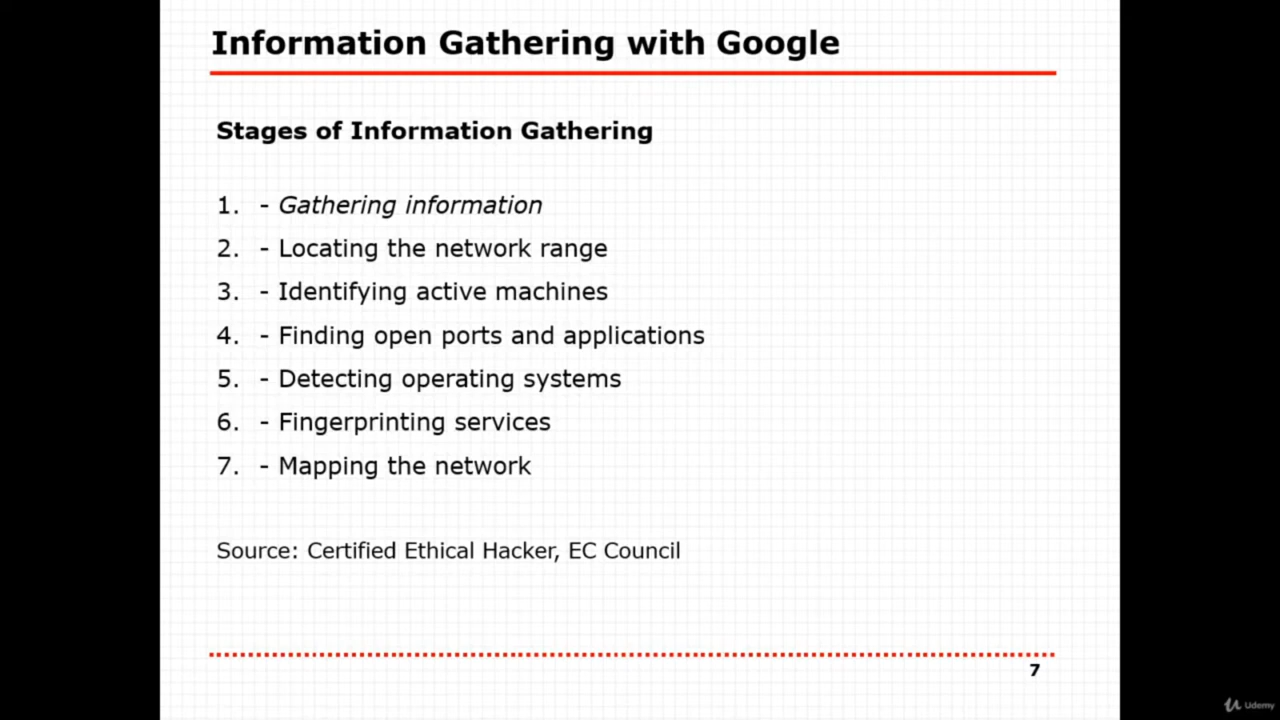 Information Gathering with Google
Stages of Information Gathering
1. - Gathering information
2. - Locating the network range
3. - Identifying active machines
4. - Finding open ports and applications
5. - Detecting operating systems
6. - Fingerprinting services
7. - Mapping the network
Source: Certified Ethical Hacker, EC Council
7
Udemy